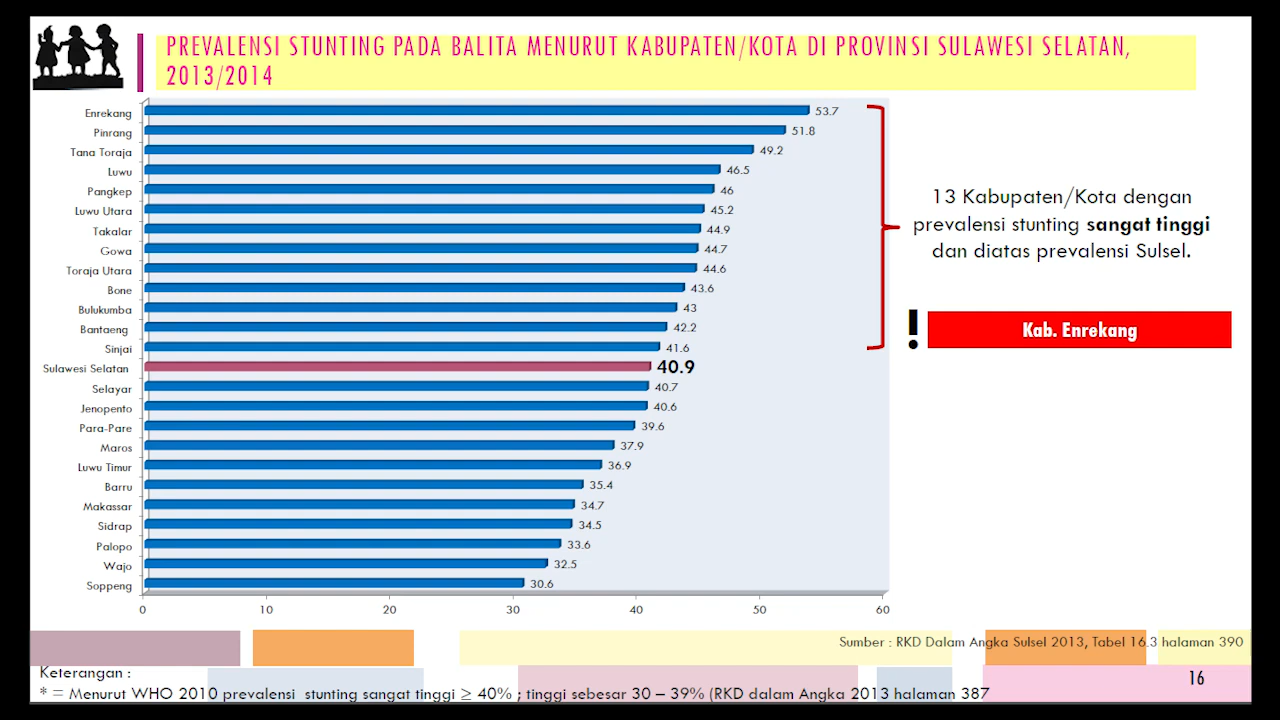 PREVALENSI STUNTING PADA BALITA MENURUT KABUPATEN/KOTA DI PROVINSI SULAWESI SELATAN,
2013/2014
Enrekang 53.7
Pinrang 51.8
Tana Toraja 49.2
Luwu 46.5
Pangkep 46
Luwu Utara 45.2
Takalar 44.9
Gowa 44.7
Toraja Utara 44.6
Bone 43.6
Bulukumba 43
Bantaeng 42.2
Sinjai 41.6
Sulawesi Selatan 40.9
Selayar 40.7
Jenopento 40.6
Para-Pare 39.6
Maros 37.9
Luwu Timur 36.9
Barru 35.4
Makassar 34.7
Sidrap 34.5
Palopo 33.6
Wajo 32.5
Soppeng 30.6
0 10 20 30 40 50 60
13 Kabupaten/Kota dengan
prevalensi stunting sangat tinggi
dan diatas prevalensi Sulsel.
! Kab. Enrekang
Sumber : RKD Dalam Angka Sulsel 2013, Tabel 16.3 halaman 390
Keterangan :
* = Menurut WHO 2010 prevalensi stunting sangat tinggi ≥ 40% ; tinggi sebesar 30 – 39% (RKD dalam Angka 2013 halaman 387
16